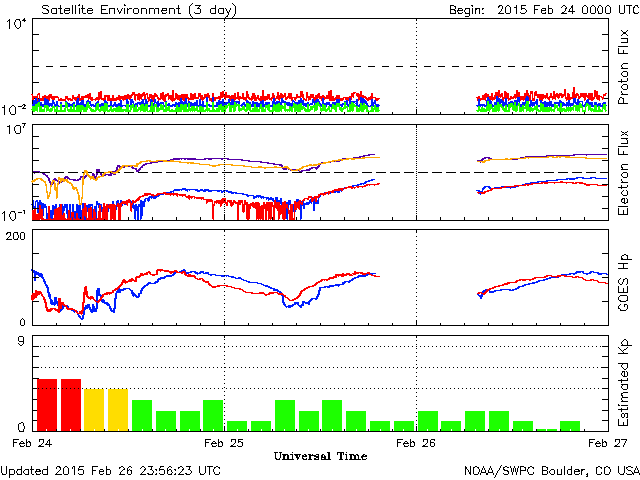 Satellite Environment (3 day)
Begin: 2015 Feb 24 0000 UTC
10⁴
10⁻²
Proton Flux
10⁷
10⁻¹
Electron Flux
200
0
GOES Hp
9
0
Estimated Kp
Feb 24
Feb 25
Feb 26
Feb 27
Universal Time
Updated 2015 Feb 26 23:56:23 UTC
NOAA/SWPC Boulder, CO USA